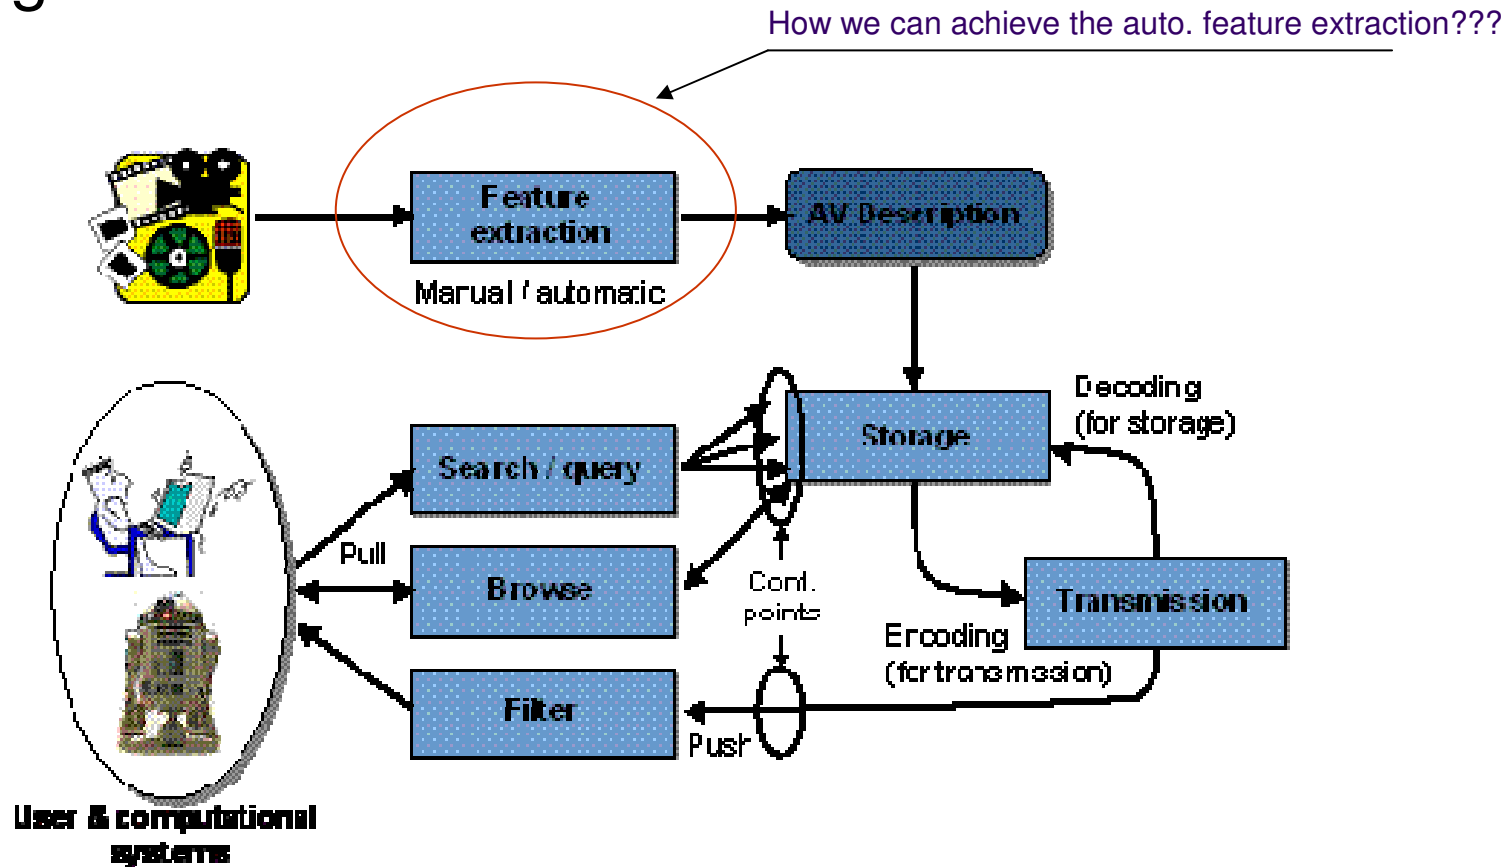 How we can achieve the auto. feature extraction???
Feature
extraction
AV Description
Manual / automatic
Storage
Decoding
(for storage)
Search / query
Pull
Browse
Conf.
points
Transmission
Encoding
(for transmission)
Filter
Push
User & computational
systems